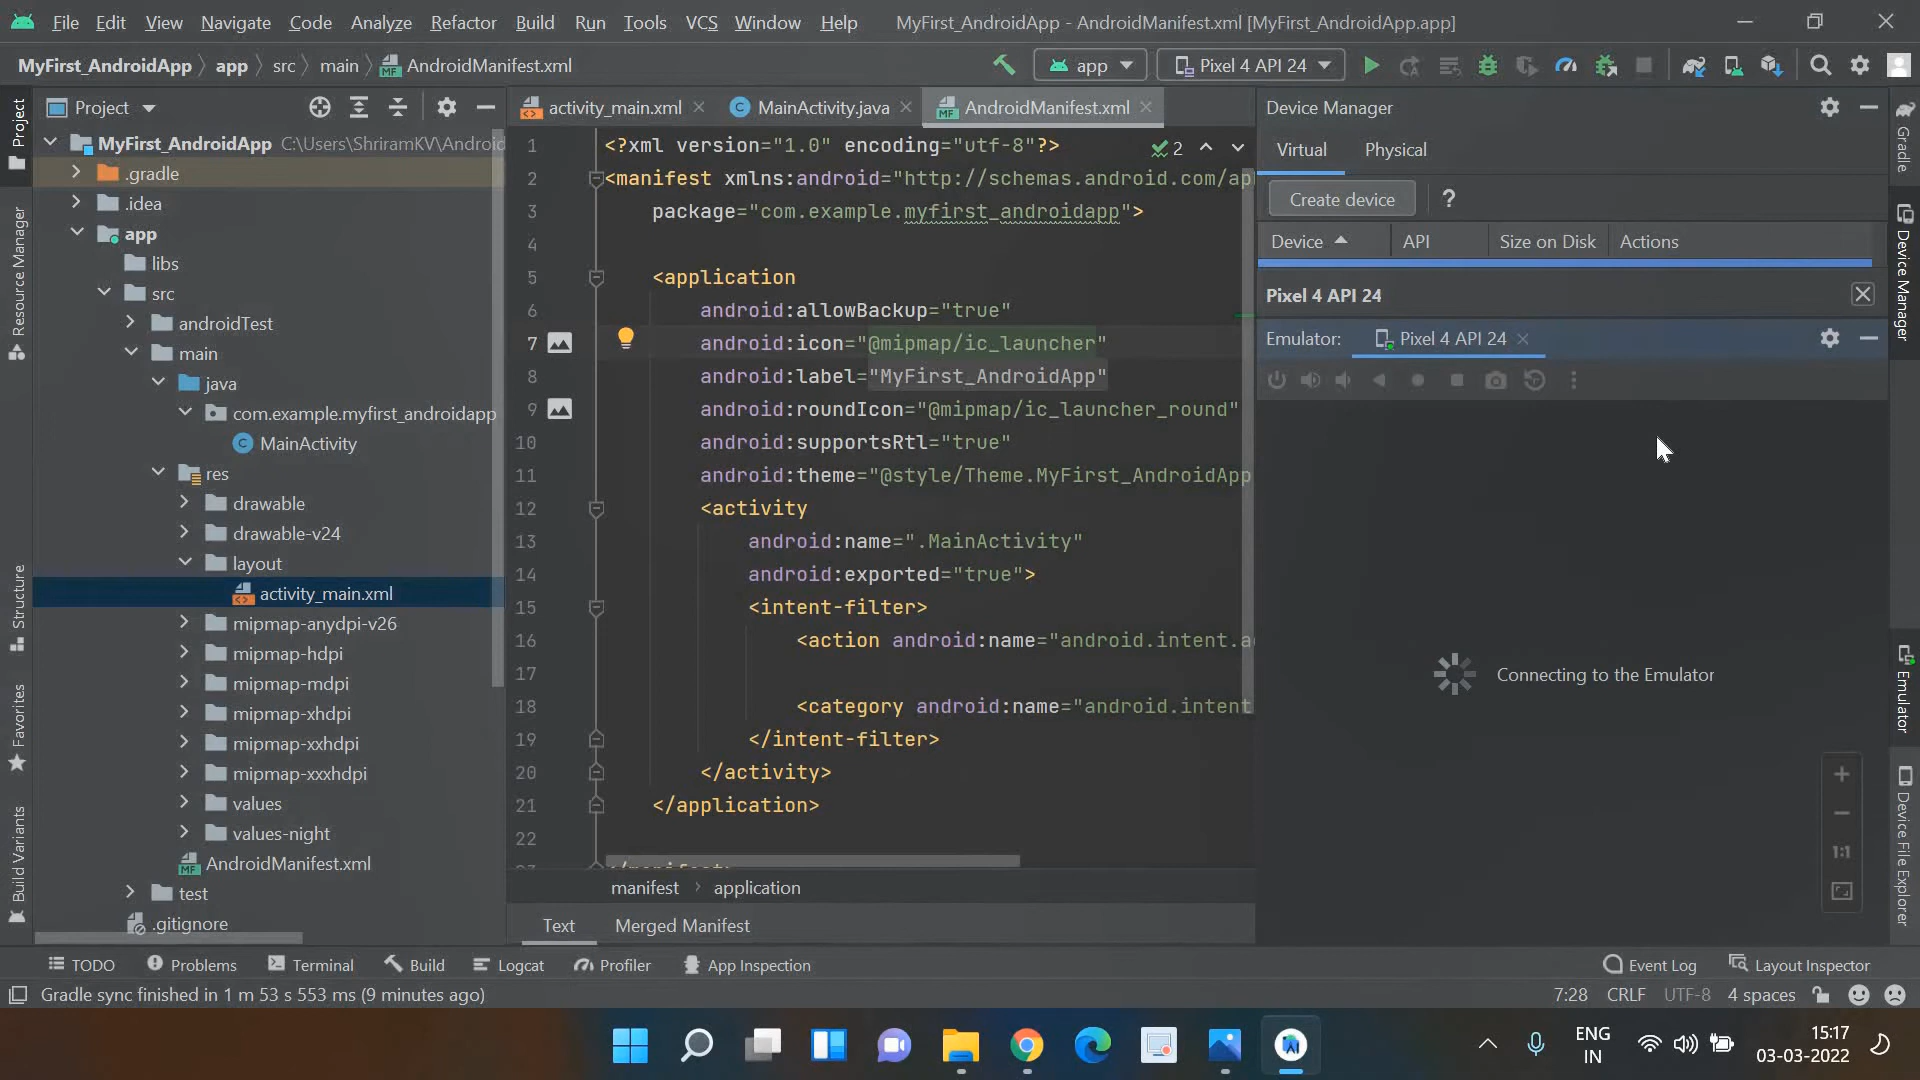 File Edit View Navigate Code Analyze Refactor Build Run Tools VCS Window Help MyFirst_AndroidApp - AndroidManifest.xml [MyFirst_AndroidApp.app]
MyFirst_AndroidApp app src main AndroidManifest.xml app Pixel 4 API 24
Project
Resource Manager
Structure
Favorites
Build Variants
Project
MyFirst_AndroidApp C:\Users\ShriramKV\Android
.gradle
.idea
app
libs
src
androidTest
main
java
com.example.myfirst_androidapp
MainActivity
res
drawable
drawable-v24
layout
activity_main.xml
mipmap-anydpi-v26
mipmap-hdpi
mipmap-mdpi
mipmap-xhdpi
mipmap-xxhdpi
mipmap-xxxhdpi
values
values-night
AndroidManifest.xml
test
.gitignore
activity_main.xml MainActivity.java AndroidManifest.xml
2
1 <?xml version="1.0" encoding="utf-8"?>
2 <manifest xmlns:android="http://schemas.android.com/ap
3 package="com.example.myfirst_androidapp">
4
5 <application
6 android:allowBackup="true"
7 android:icon="@mipmap/ic_launcher"
8 android:label="MyFirst_AndroidApp"
9 android:roundIcon="@mipmap/ic_launcher_round"
10 android:supportsRtl="true"
11 android:theme="@style/Theme.MyFirst_AndroidApp
12 <activity
13 android:name=".MainActivity"
14 android:exported="true">
15 <intent-filter>
16 <action android:name="android.intent.a
17
18 <category android:name="android.intent
19 </intent-filter>
20 </activity>
21 </application>
22
manifest application
Text Merged Manifest
Device Manager
Virtual Physical
Create device ?
Device API Size on Disk Actions
Pixel 4 API 24
Emulator: Pixel 4 API 24
Connecting to the Emulator
1:1
Gradle
Device Manager
Emulator
Device File Explorer
TODO Problems Terminal Build Logcat Profiler App Inspection Event Log Layout Inspector
Gradle sync finished in 1 m 53 s 553 ms (9 minutes ago) 7:28 CRLF UTF-8 4 spaces
ENG
IN
15:17
03-03-2022